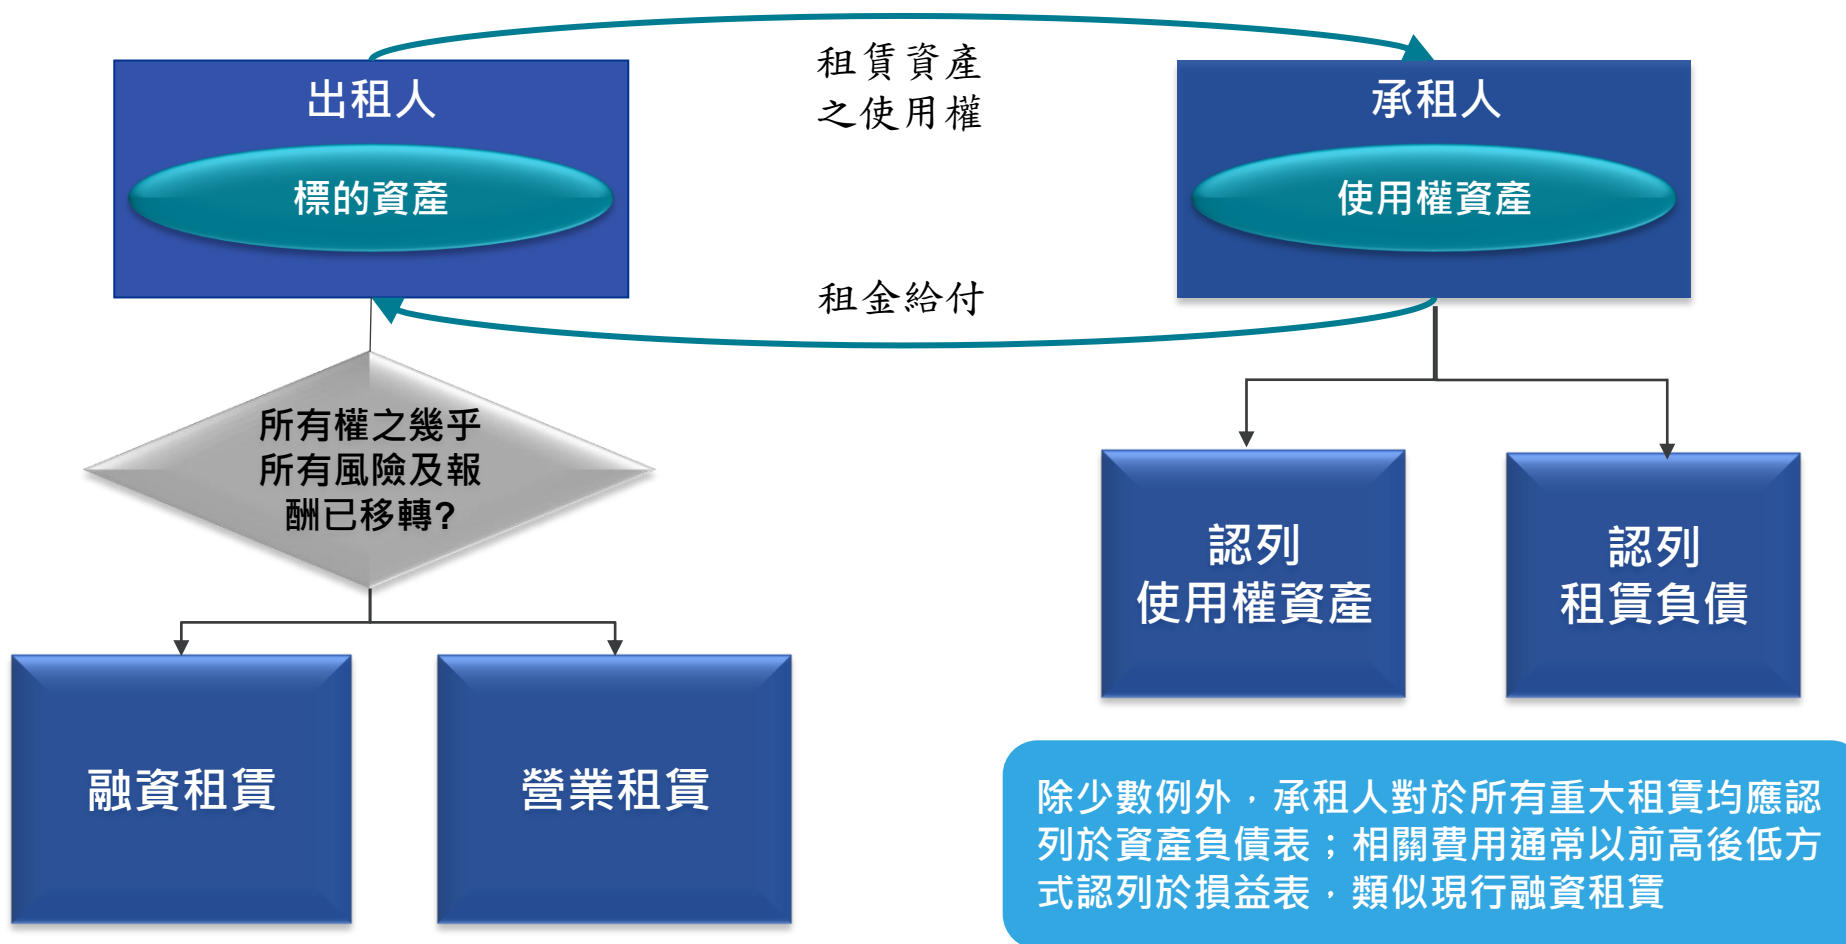 租賃資產
之使用權
出租人
標的資產
承租人
使用權資產
租金給付
所有權之幾乎
所有風險及報
酬已移轉?
融資租賃
營業租賃
認列
使用權資產
認列
租賃負債
除少數例外，承租人對於所有重大租賃均應認
列於資產負債表；相關費用通常以前高後低方
式認列於損益表，類似現行融資租賃